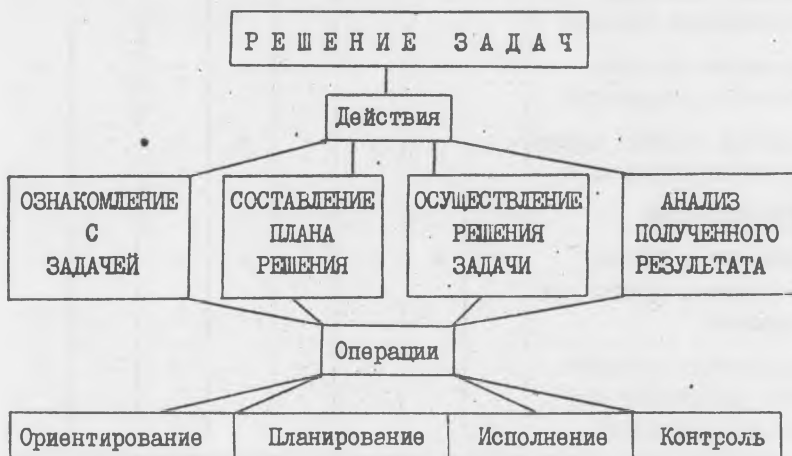 РЕШЕНИЕ ЗАДАЧ
Действия
ОЗНАКОМЛЕНИЕ
С
ЗАДАЧЕЙ
СОСТАВЛЕНИЕ
ПЛАНА
РЕШЕНИЯ
ОСУЩЕСТВЛЕНИЕ
РЕШЕНИЯ
ЗАДАЧИ
АНАЛИЗ
ПОЛУЧЕННОГО
РЕЗУЛЬТАТА
Операции
Ориентирование
Планирование
Исполнение
Контроль